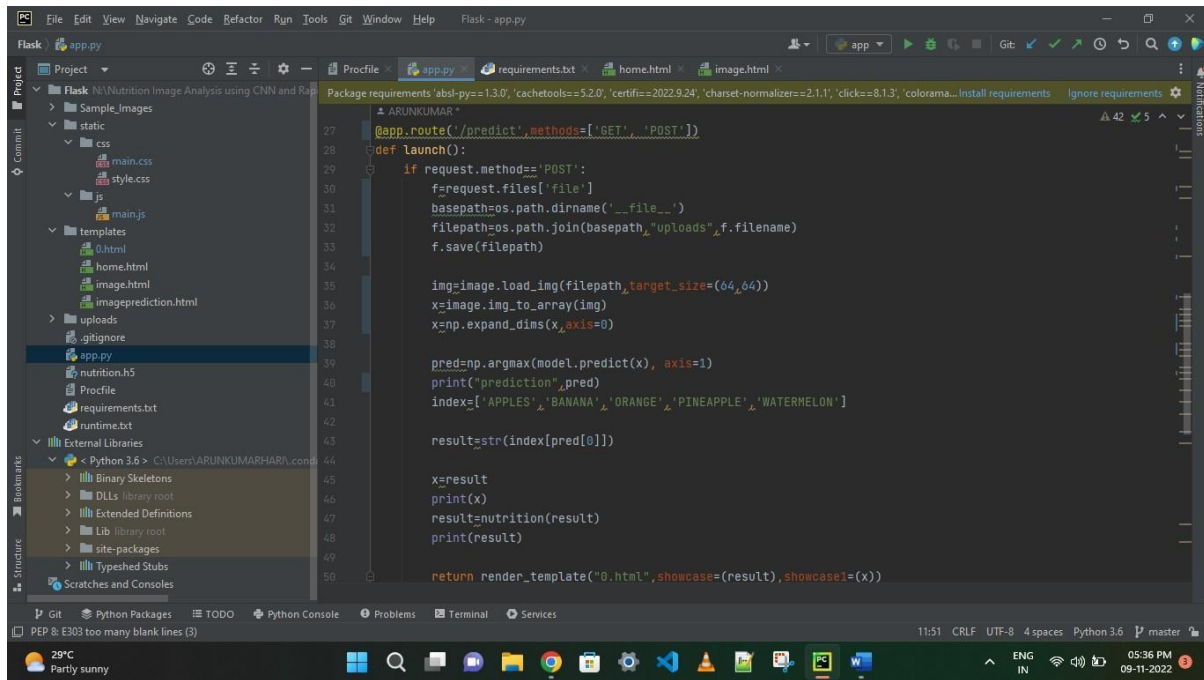 PC File Edit View Navigate Code Refactor Run Tools Git Window Help Flask - app.py
Flask app.py app Git:
Project Procfile app.py requirements.txt home.html image.html
Flask N:\Nutrition Image Analysis using CNN and Rap
Sample_Images
static
css
main.css
style.css
js
main.js
templates
0.html
home.html
image.html
imageprediction.html
uploads
.gitignore
app.py
nutrition.h5
Procfile
requirements.txt
runtime.txt
External Libraries
< Python 3.6 > C:\Users\ARUNKUMARHARI\.cond
Binary Skeletons
DLLs library root
Extended Definitions
Lib library root
site-packages
Typeshed Stubs
Scratches and Consoles
Project
Commit
Bookmarks
Structure
Notifications
Package requirements 'absl-py==1.3.0', 'cachetools==5.2.0', 'certifi==2022.9.24', 'charset-normalizer==2.1.1', 'click==8.1.3', 'colorama... Install requirements Ignore requirements
ARUNKUMAR *
42 5
27 @app.route('/predict',methods=['GET', 'POST'])
28 def launch():
29 if request.method=='POST':
30 f=request.files['file']
31 basepath=os.path.dirname('__file__')
32 filepath=os.path.join(basepath,"uploads",f.filename)
33 f.save(filepath)
34
35 img=image.load_img(filepath,target_size=(64,64))
36 x=image.img_to_array(img)
37 x=np.expand_dims(x,axis=0)
38
39 pred=np.argmax(model.predict(x), axis=1)
40 print("prediction",pred)
41 index=['APPLES','BANANA','ORANGE','PINEAPPLE','WATERMELON']
42
43 result=str(index[pred[0]])
44
45 x=result
46 print(x)
47 result=nutrition(result)
48 print(result)
49
50 return render_template("0.html",showcase=(result),showcase1=(x))
Git Python Packages TODO Python Console Problems Terminal Services
PEP 8: E303 too many blank lines (3) 11:51 CRLF UTF-8 4 spaces Python 3.6 master
29°C
Partly sunny
ENG
IN
05:36 PM
09-11-2022
3